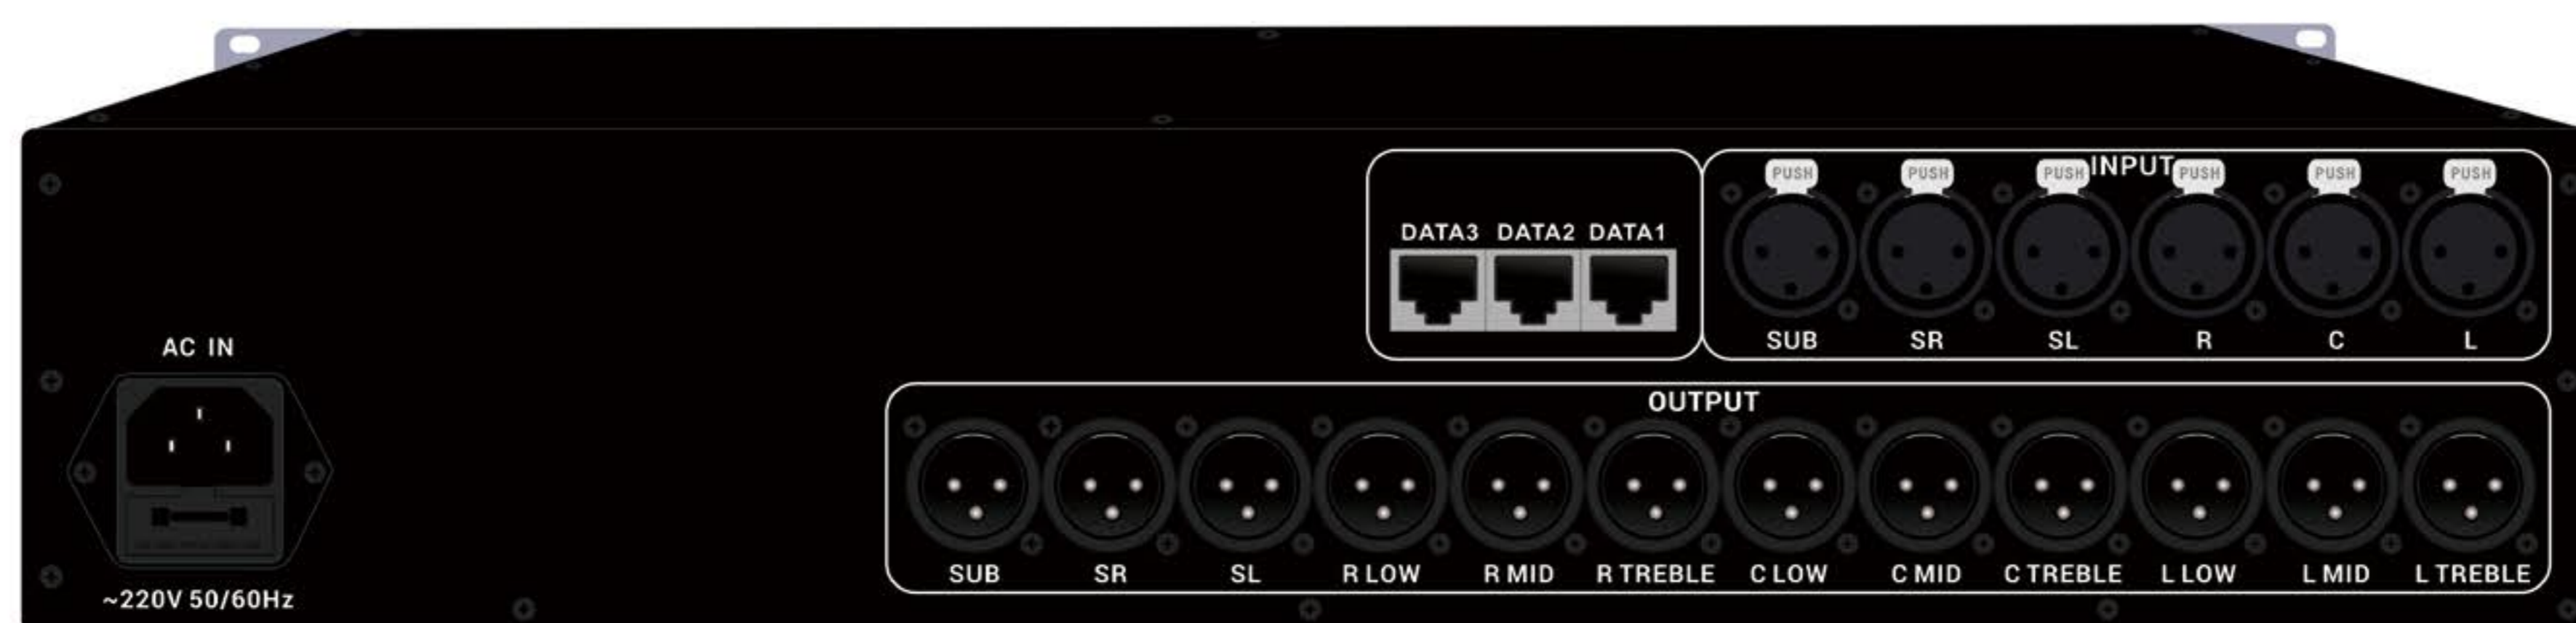 INPUT
PUSH PUSH PUSH PUSH PUSH PUSH
DATA3 DATA2 DATA1
SUB SR SL R C L
AC IN
OUTPUT
SUB SR SL R LOW R MID R TREBLE C LOW C MID C TREBLE L LOW L MID L TREBLE
~220V 50/60Hz